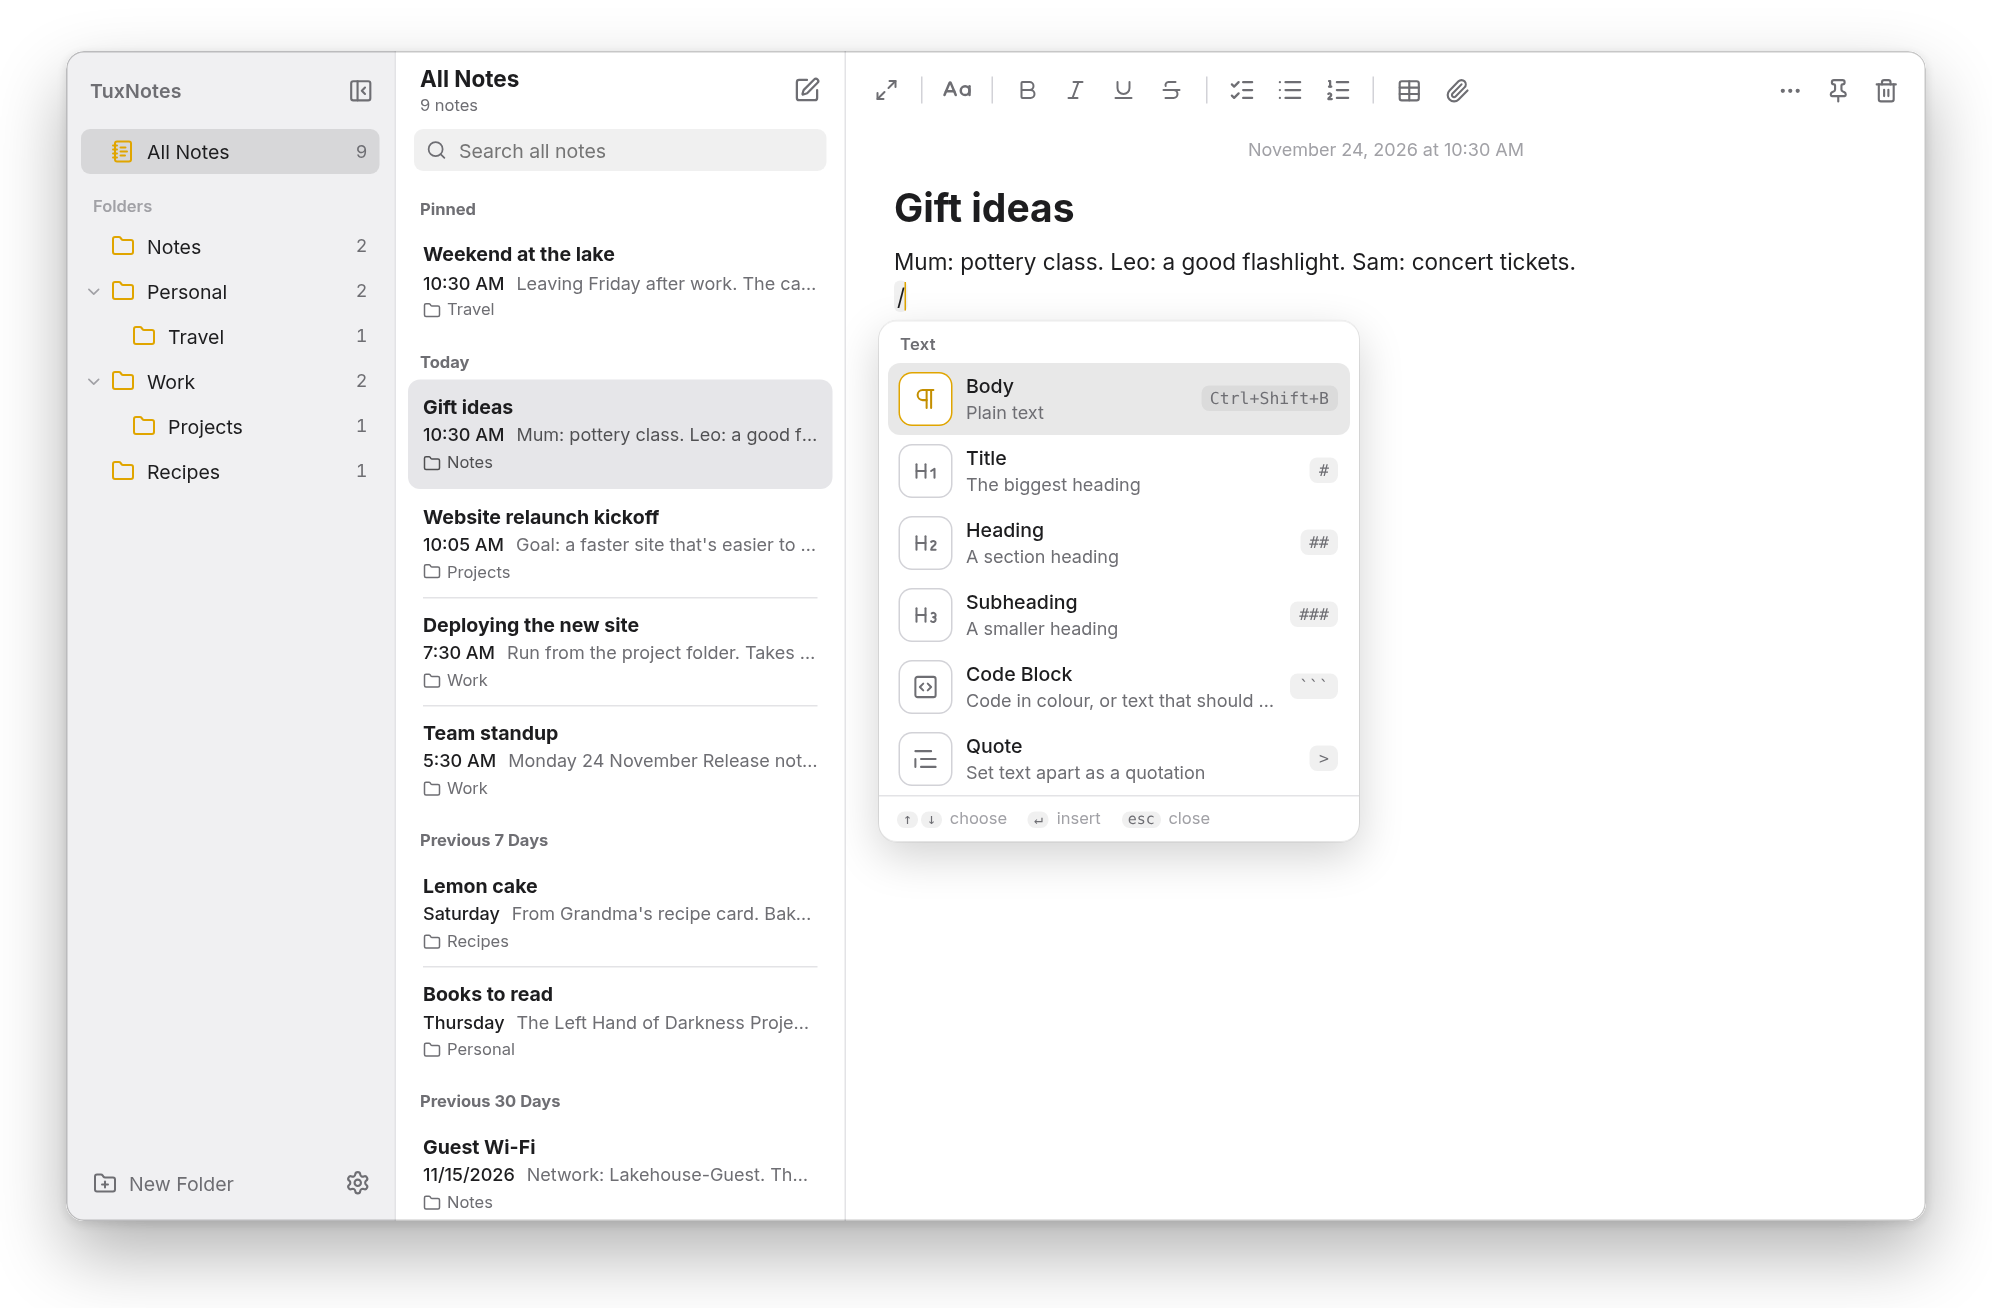 TuxNotes
All Notes 9
Folders
Notes 2
Personal 2
Travel 1
Work 2
Projects 1
Recipes 1
New Folder
All Notes
9 notes
Search all notes
Pinned
Weekend at the lake
10:30 AM Leaving Friday after work. The ca...
Travel
Today
Gift ideas
10:30 AM Mum: pottery class. Leo: a good f...
Notes
Website relaunch kickoff
10:05 AM Goal: a faster site that's easier to ...
Projects
Deploying the new site
7:30 AM Run from the project folder. Takes ...
Work
Team standup
5:30 AM Monday 24 November Release not...
Work
Previous 7 Days
Lemon cake
Saturday From Grandma's recipe card. Bak...
Recipes
Books to read
Thursday The Left Hand of Darkness Proje...
Personal
Previous 30 Days
Guest Wi-Fi
11/15/2026 Network: Lakehouse-Guest. Th...
Notes
Aa B I U S
November 24, 2026 at 10:30 AM
Gift ideas
Mum: pottery class. Leo: a good flashlight. Sam: concert tickets.
/
Text
Body Ctrl+Shift+B
Plain text
H1 Title #
The biggest heading
H2 Heading ##
A section heading
H3 Subheading ###
A smaller heading
Code Block ```
Code in colour, or text that should ...
Quote >
Set text apart as a quotation
↑ ↓ choose ↵ insert esc close